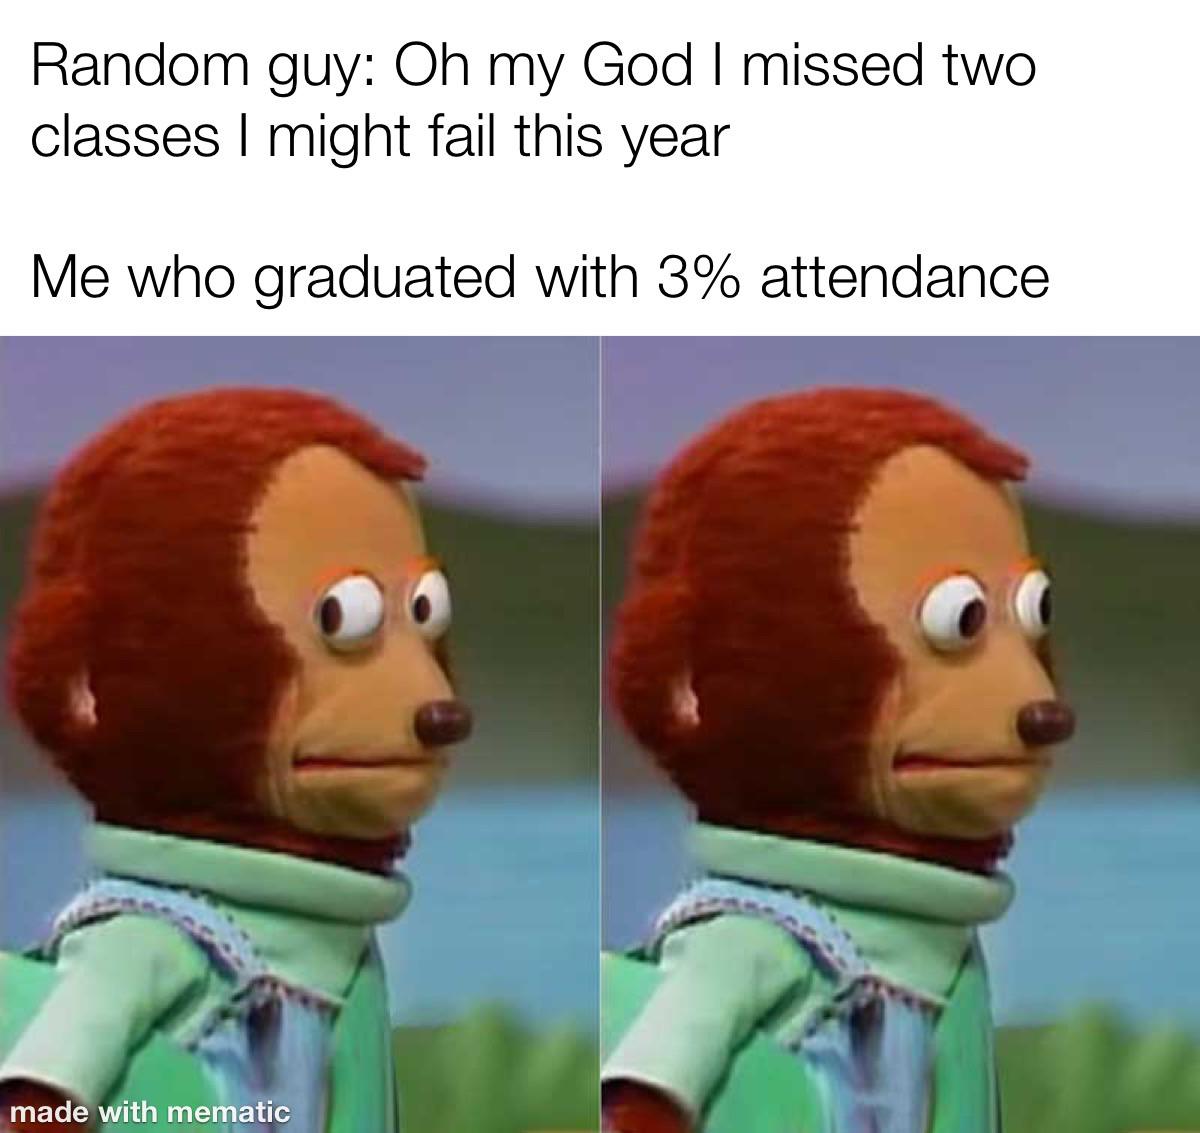 Random guy: Oh my God I missed two
classes I might fail this year
Me who graduated with 3% attendance
made with mematic